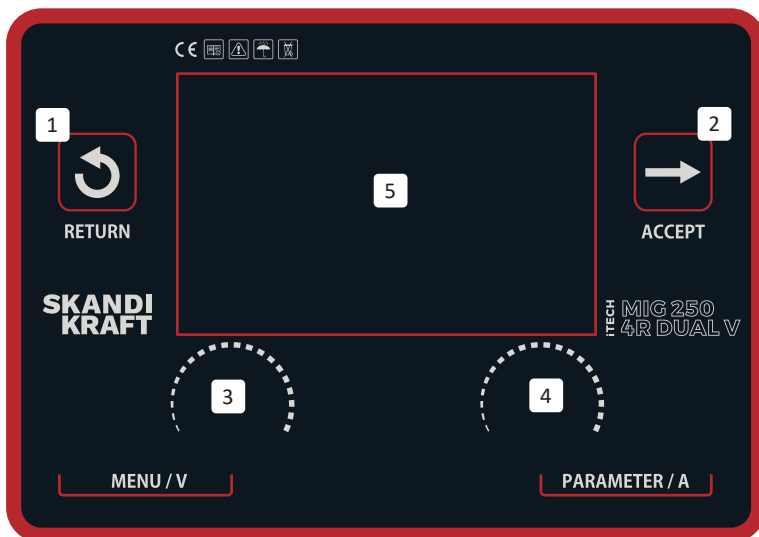 CE
1
2
5
RETURN
ACCEPT
SKANDI
KRAFT
iTECH
MIG 250
4R DUAL V
3
4
MENU / V
PARAMETER / A